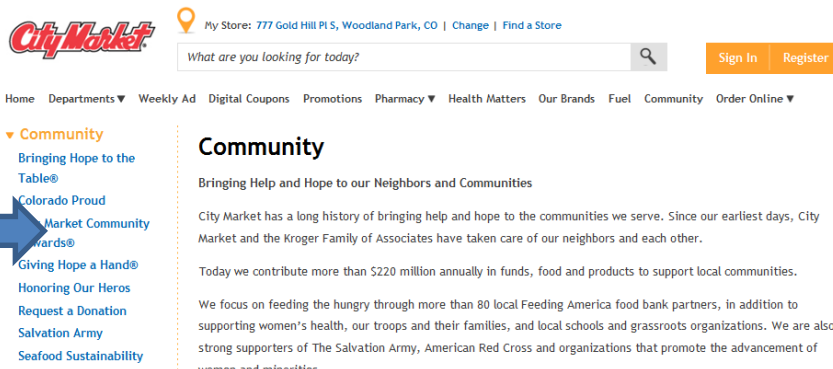 City Market
My Store: 777 Gold Hill Pl S, Woodland Park, CO | Change | Find a Store
What are you looking for today?
Sign In Register
Home Departments▼ Weekly Ad Digital Coupons Promotions Pharmacy▼ Health Matters Our Brands Fuel Community Order Online▼
▼ Community
Bringing Hope to the
Table®
Colorado Proud
Market Community
Giving Hope a Hand®
Honoring Our Heros
Request a Donation
Salvation Army
Seafood Sustainability
Community
Bringing Help and Hope to our Neighbors and Communities
City Market has a long history of bringing help and hope to the communities we serve. Since our earliest days, City
Market and the Kroger Family of Associates have taken care of our neighbors and each other.
Today we contribute more than $220 million annually in funds, food and products to support local communities.
We focus on feeding the hungry through more than 80 local Feeding America food bank partners, in addition to
supporting women's health, our troops and their families, and local schools and grassroots organizations. We are also
strong supporters of The Salvation Army, American Red Cross and organizations that promote the advancement of
women and minorities.